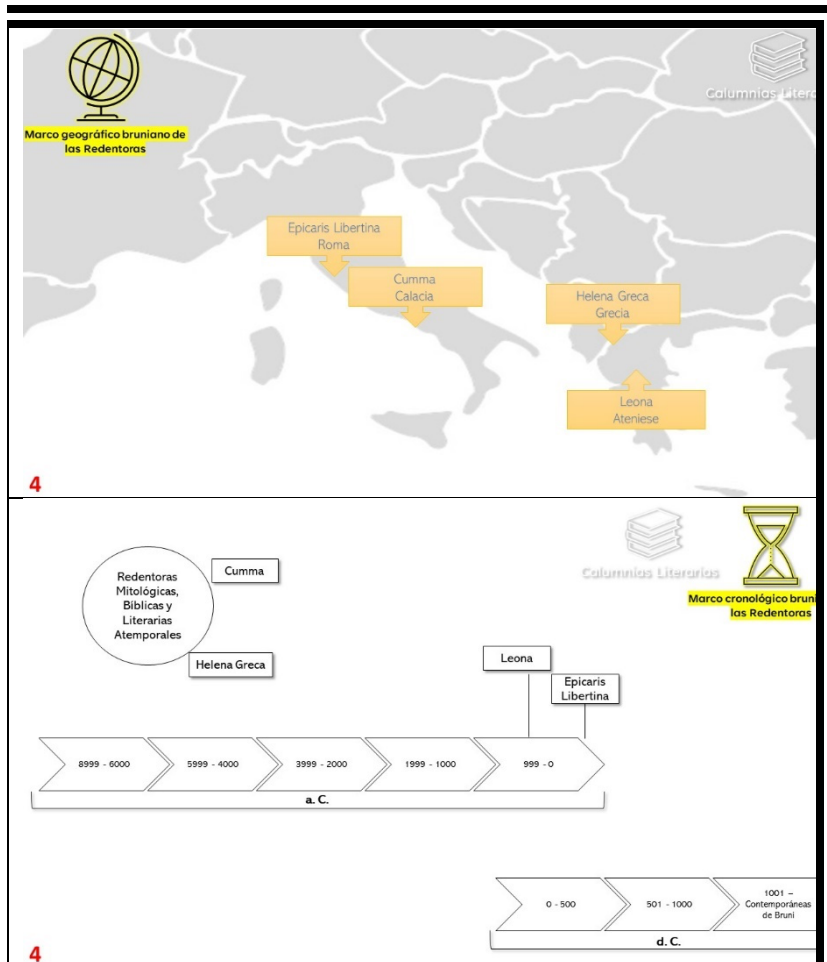 Calumnias Litera
Marco geográfico bruniano de
las Redentoras
Epicaris Libertina
Roma
Cumma
Calacia
Helena Greca
Grecia
Leona
Ateniese
4
Calumnias Literarias
Marco cronológico bruni
las Redentoras
Redentoras
Mitológicas,
Bíblicas y
Literarias
Atemporales
Cumma
Helena Greca
Leona
Epicaris
Libertina
8999 - 6000
5999 - 4000
3999 - 2000
1999 - 1000
999 - 0
a. C.
0 - 500
501 - 1000
1001 –
Contemporáneas
de Bruni
d. C.
4